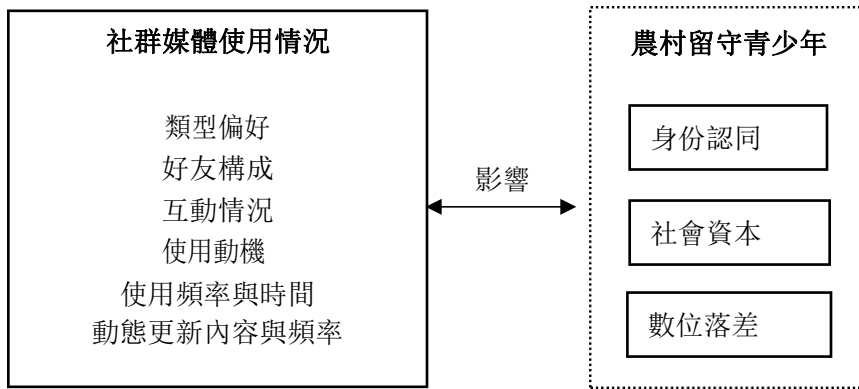 社群媒體使用情況
類型偏好
好友構成
互動情況
使用動機
使用頻率與時間
動態更新內容與頻率
影響
農村留守青少年
身份認同
社會資本
數位落差